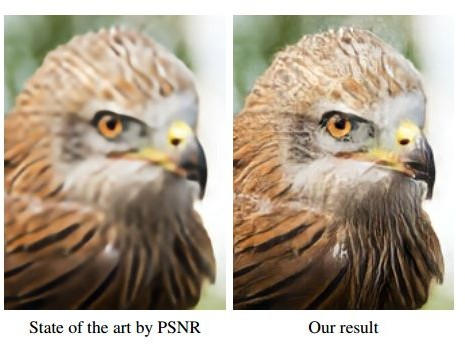 State of the art by PSNR
Our result